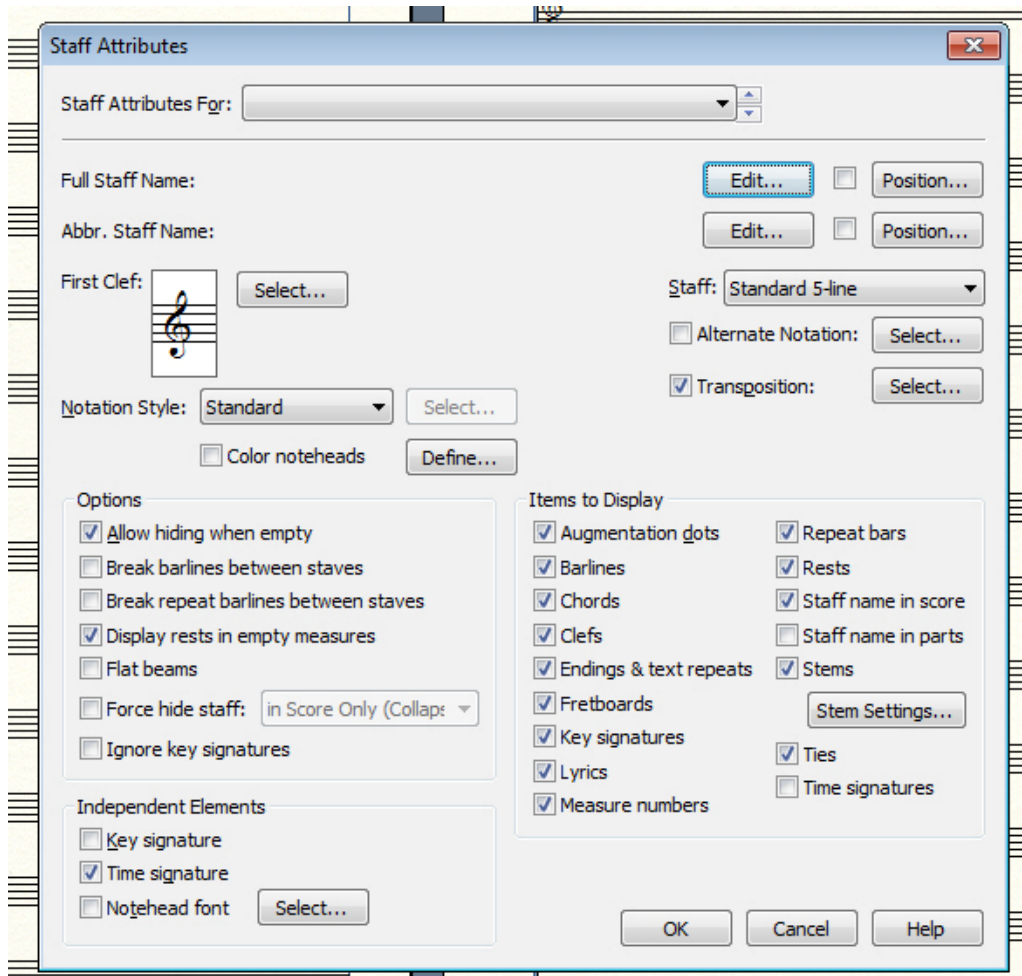 Staff Attributes
Staff Attributes For:
Full Staff Name: Edit... Position...
Abbr. Staff Name: Edit... Position...
First Clef: Select... Staff: Standard 5-line
Alternate Notation: Select...
Transposition: Select...
Notation Style: Standard Select...
Color noteheads Define...
Options
Allow hiding when empty
Break barlines between staves
Break repeat barlines between staves
Display rests in empty measures
Flat beams
Force hide staff: in Score Only (Collaps
Ignore key signatures
Independent Elements
Key signature
Time signature
Notehead font Select...
Items to Display
Augmentation dots
Barlines
Chords
Clefs
Endings & text repeats
Fretboards
Key signatures
Lyrics
Measure numbers
Repeat bars
Rests
Staff name in score
Staff name in parts
Stems
Stem Settings...
Ties
Time signatures
OK Cancel Help